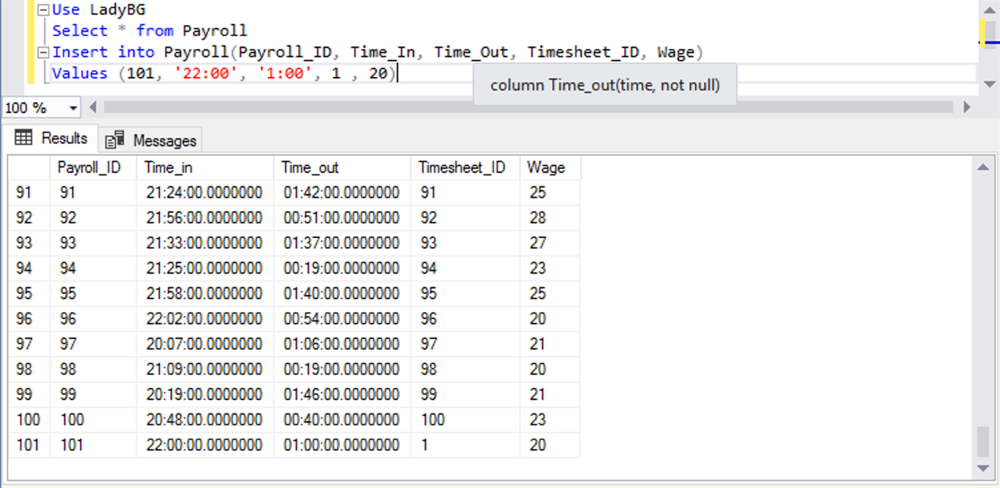 Use LadyBG
Select * from Payroll
Insert into Payroll(Payroll_ID, Time_In, Time_Out, Timesheet_ID, Wage)
Values (101, '22:00', '1:00', 1 , 20)
column Time_out(time, not null)
100 %
Results Messages
Payroll_ID Time_in Time_out Timesheet_ID Wage
91 91 21:24:00.0000000 01:42:00.0000000 91 25
92 92 21:56:00.0000000 00:51:00.0000000 92 28
93 93 21:33:00.0000000 01:37:00.0000000 93 27
94 94 21:25:00.0000000 00:19:00.0000000 94 23
95 95 21:58:00.0000000 01:40:00.0000000 95 25
96 96 22:02:00.0000000 00:54:00.0000000 96 20
97 97 20:07:00.0000000 01:06:00.0000000 97 21
98 98 21:09:00.0000000 00:19:00.0000000 98 20
99 99 20:19:00.0000000 01:46:00.0000000 99 21
100 100 20:48:00.0000000 00:40:00.0000000 100 23
101 101 22:00:00.0000000 01:00:00.0000000 1 20